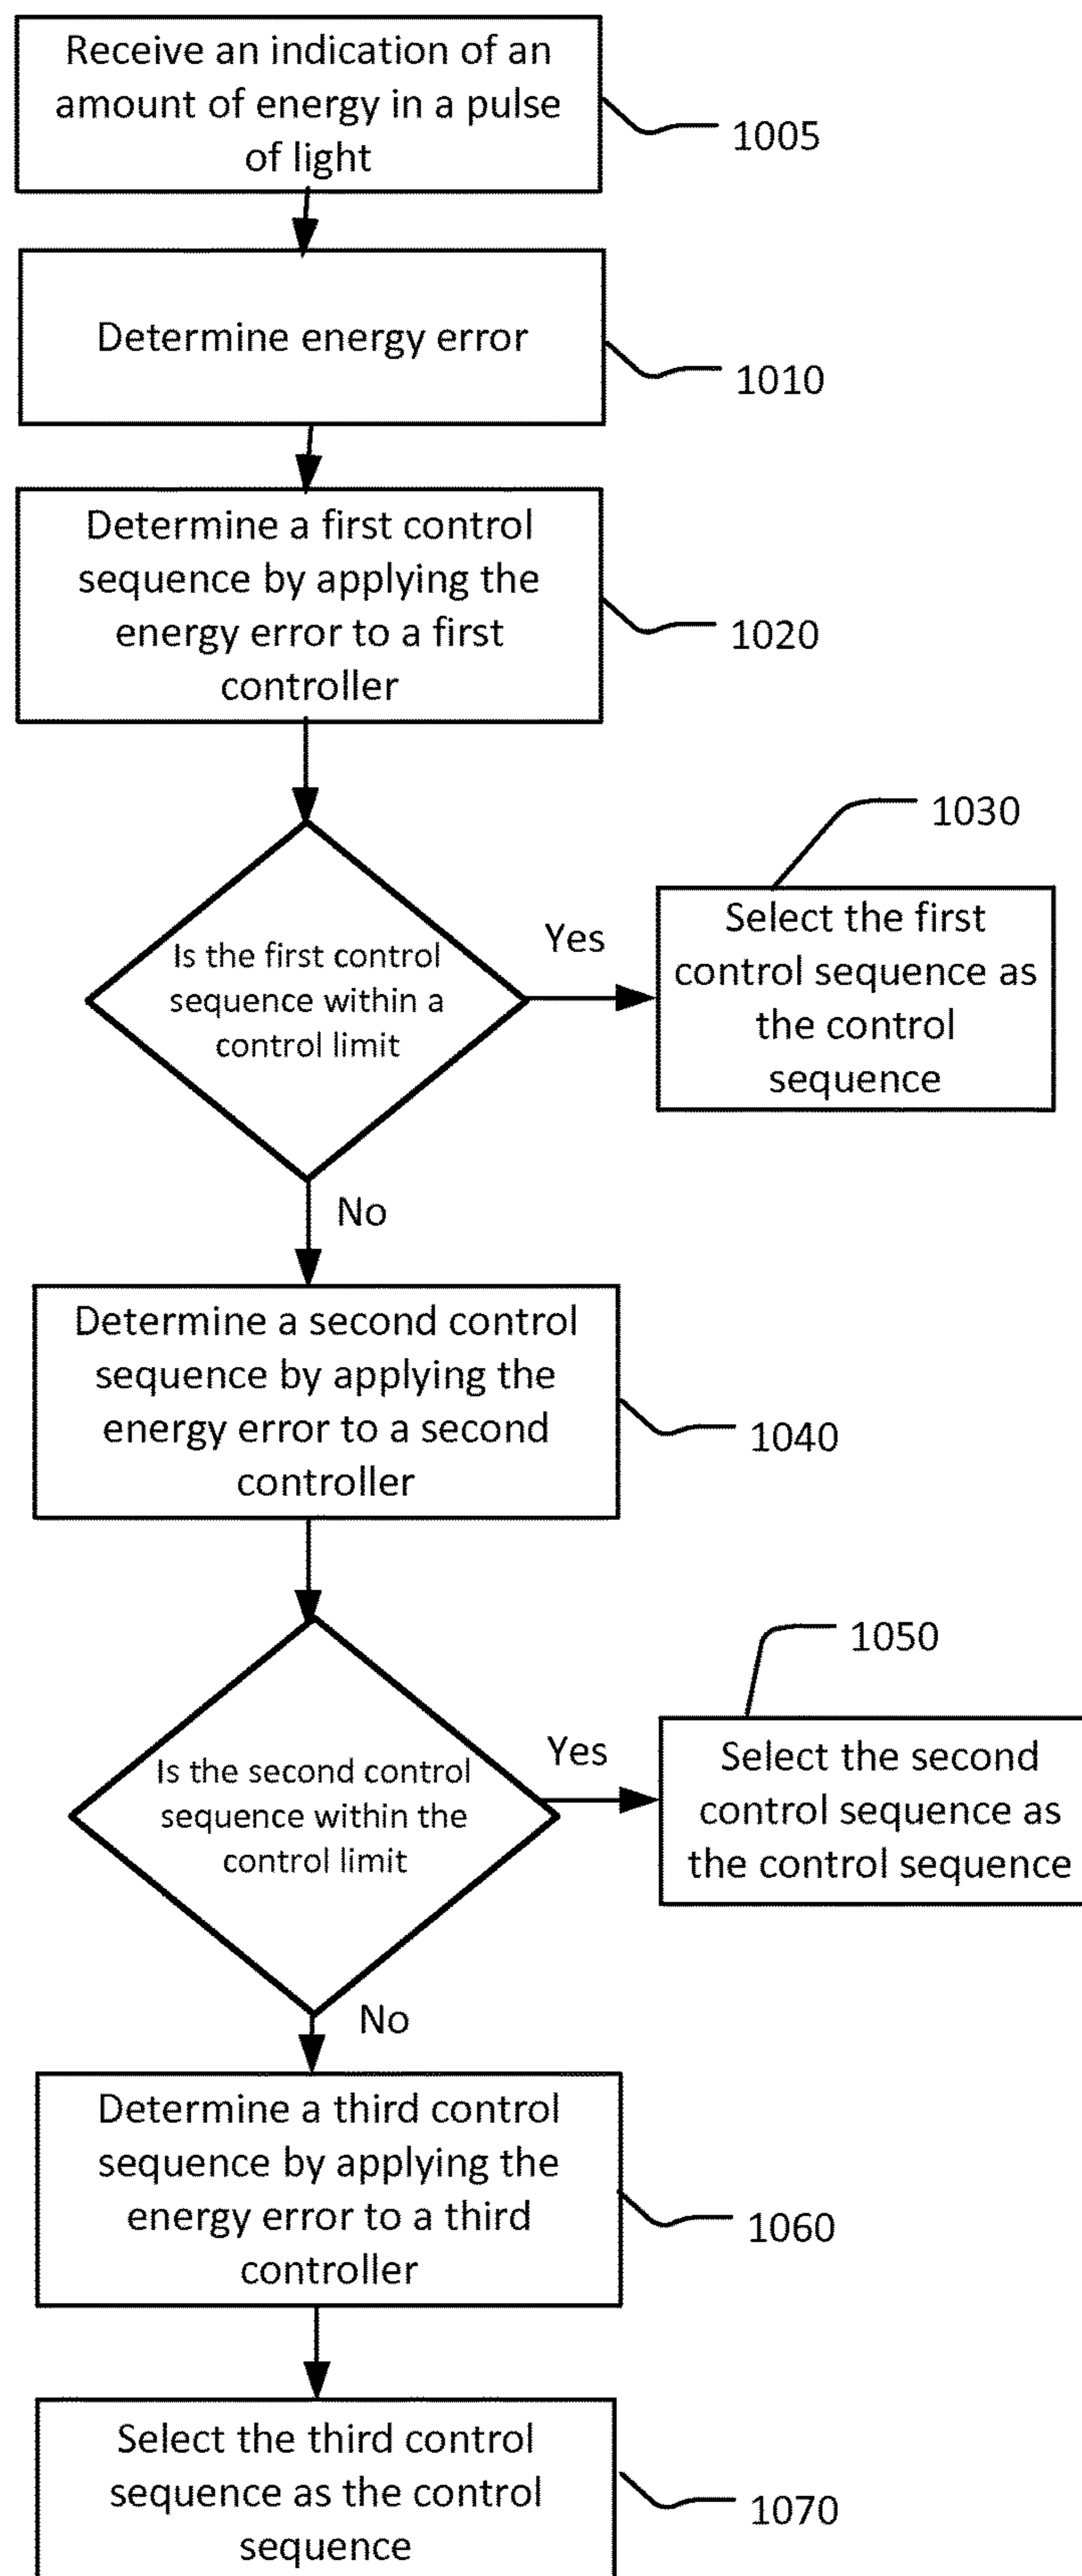 Receive an indication of an
amount of energy in a pulse
of light
1005
Determine energy error
1010
Determine a first control
sequence by applying the
energy error to a first
controller
1020
Is the first control
sequence within a
control limit
Yes
1030
Select the first
control sequence as
the control
sequence
No
Determine a second control
sequence by applying the
energy error to a second
controller
1040
Is the second control
sequence within the
control limit
Yes
1050
Select the second
control sequence as
the control sequence
No
Determine a third control
sequence by applying the
energy error to a third
controller
1060
Select the third control
sequence as the control
sequence
1070